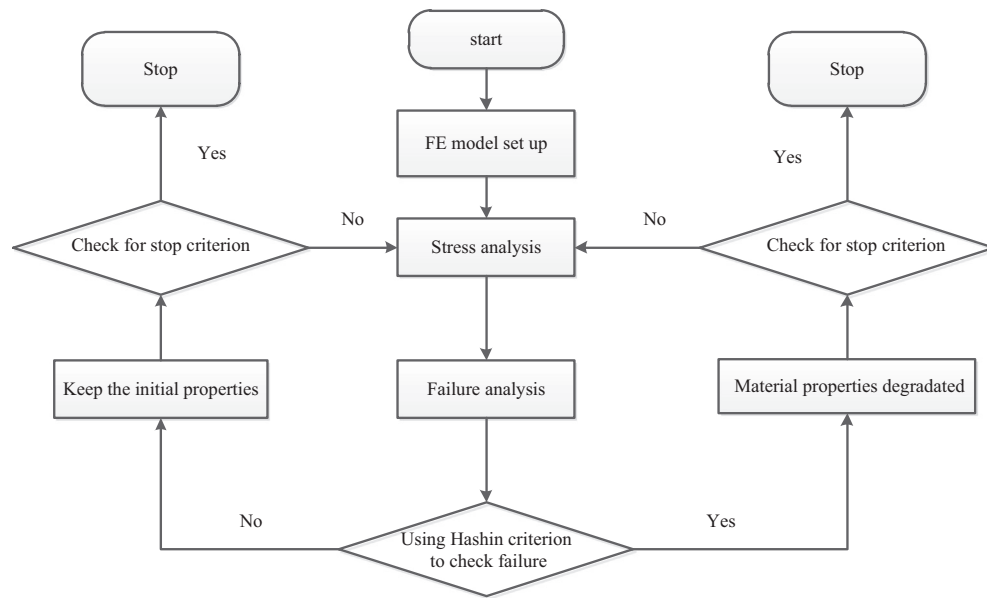 start
Stop
Stop
FE model set up
Yes
Yes
No
No
Check for stop criterion
Stress analysis
Check for stop criterion
Keep the initial properties
Failure analysis
Material properties degradated
No
Yes
Using Hashin criterion
to check failure